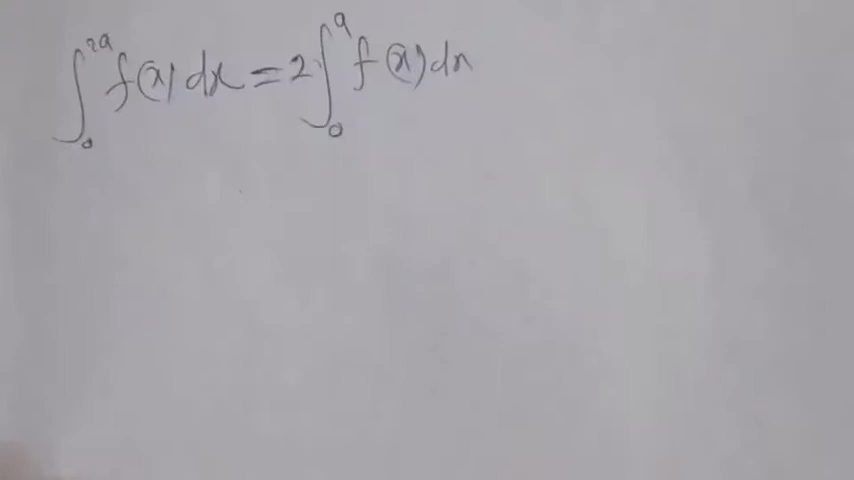 ∫₀²ᵃ f(x) dx = 2 ∫₀ᵃ f(x) dx